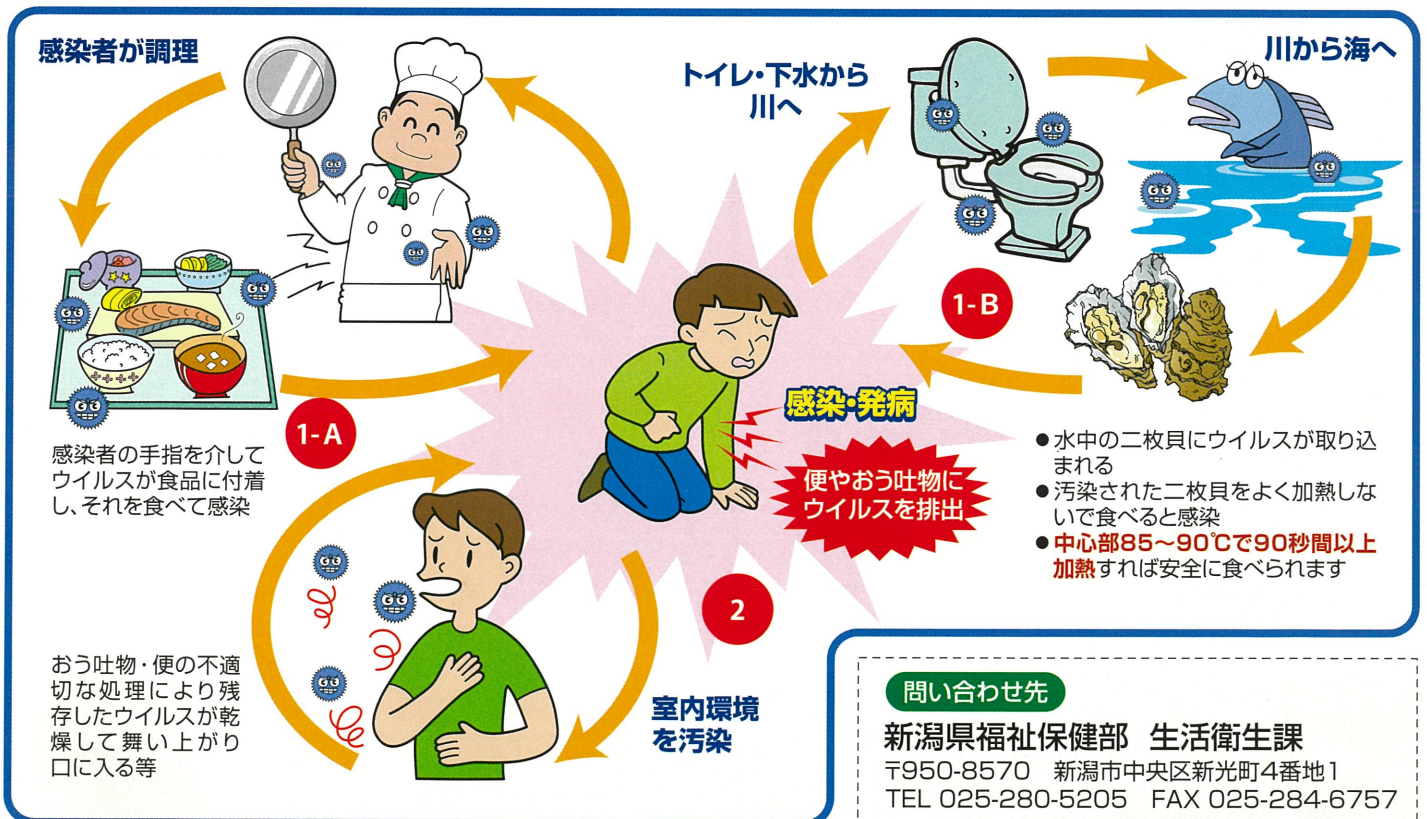 感染者が調理
トイレ・下水から
川へ
川から海へ
1-A
1-B
感染者の手指を介して
ウイルスが食品に付着
し、それを食べて感染
感染・発病
便やおう吐物に
ウイルスを排出
●水中の二枚貝にウイルスが取り込
まれる
●汚染された二枚貝をよく加熱しな
いで食べると感染
●中心部85～90℃で90秒間以上
加熱すれば安全に食べられます
2
おう吐物・便の不適
切な処理により残
存したウイルスが乾
燥して舞い上がり
口に入る等
室内環境
を汚染
問い合わせ先
新潟県福祉保健部 生活衛生課
〒950-8570 新潟市中央区新光町4番地1
TEL 025-280-5205 FAX 025-284-6757